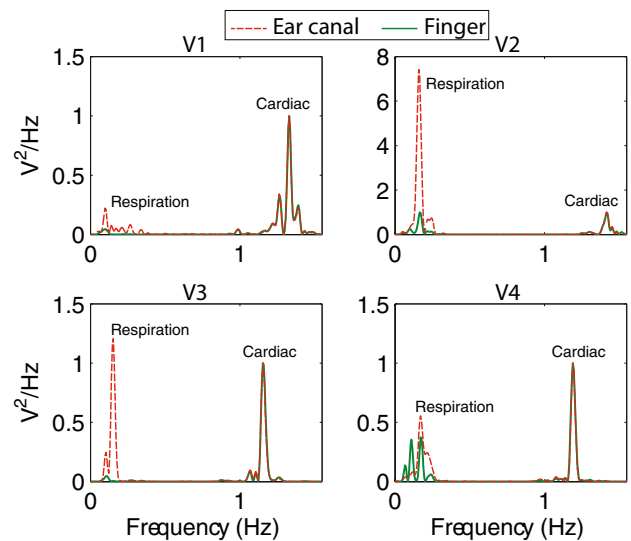 Ear canal Finger
V1 V2
1.5 8
Respiration
6
Cardiac
1
V²/Hz
4
0.5
Respiration
2
Cardiac
0 0
0 1 0 1
V3 V4
1.5 1.5
Respiration
Cardiac Cardiac
1 1
V²/Hz
Respiration
0.5 0.5
0 0
0 1 0 1
Frequency (Hz) Frequency (Hz)